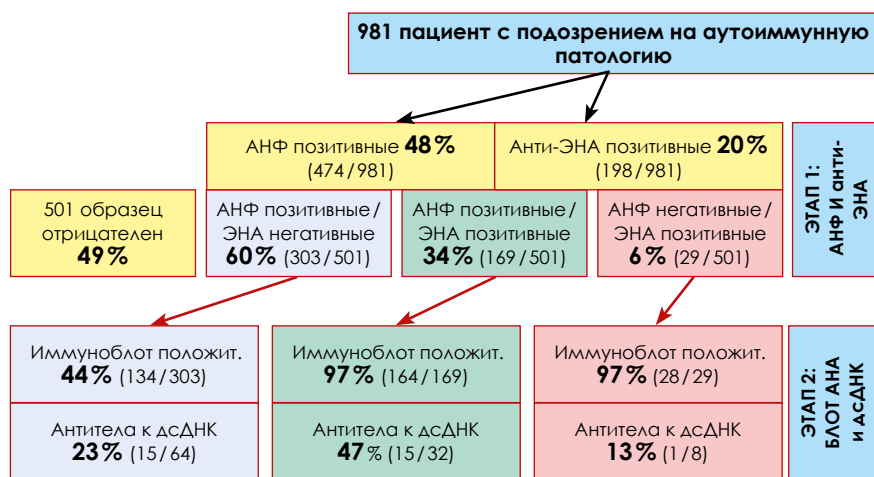 981 пациент с подозрением на аутоиммунную
патологию
АНФ позитивные 48%
(474/981)
Анти-ЭНА позитивные 20%
(198/981)
ЭТАП 1:
АНФ И анти-
ЭНА
501 образец
отрицателен
49%
АНФ позитивные/
ЭНА негативные
60% (303/501)
АНФ позитивные/
ЭНА позитивные
34% (169/501)
АНФ негативные/
ЭНА позитивные
6% (29/501)
Иммуноблот положит.
44% (134/303)
Иммуноблот положит.
97% (164/169)
Иммуноблот положит.
97% (28/29)
ЭТАП 2:
БЛОТ АНА
и дсДНК
Антитела к дсДНК
23% (15/64)
Антитела к дсДНК
47% (15/32)
Антитела к дсДНК
13% (1/8)